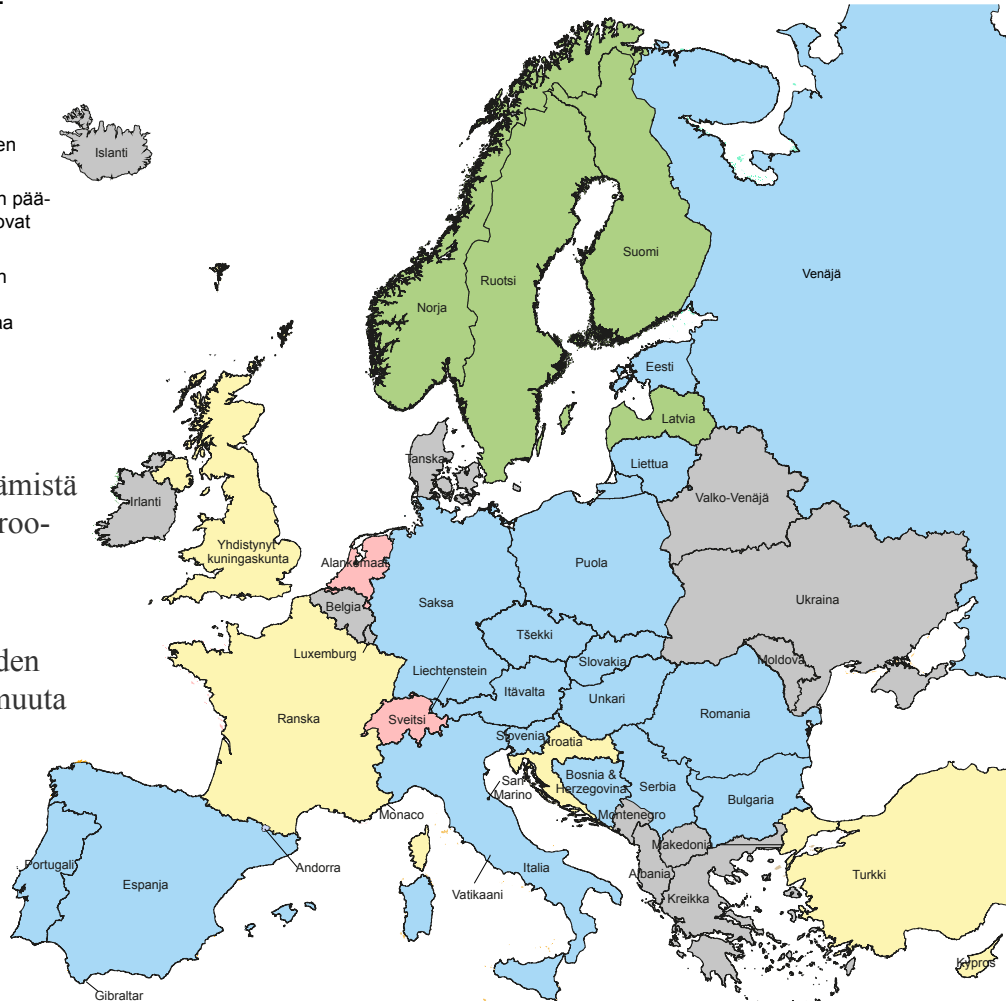 en
n pää-
ovat
n
na
ämistä
roo-
den
muuta
Islanti
Norja
Ruotsi
Suomi
Venäjä
Eesti
Latvia
Liettua
Tanska
Irlanti
Yhdistynyt
kuningaskunta
Alankomaat
Belgia
Saksa
Puola
Valko-Venäjä
Ukraina
Luxemburg
Tšekki
Slovakia
Moldova
Liechtenstein
Itävalta
Unkari
Romania
Ranska
Sveitsi
Slovenia
Kroatia
Bosnia &
Herzegovina
Serbia
San
Marino
Montenegro
Bulgaria
Monaco
Makedonia
Andorra
Albania
Portugali
Espanja
Vatikaani
Italia
Kreikka
Turkki
Kypros
Gibraltar